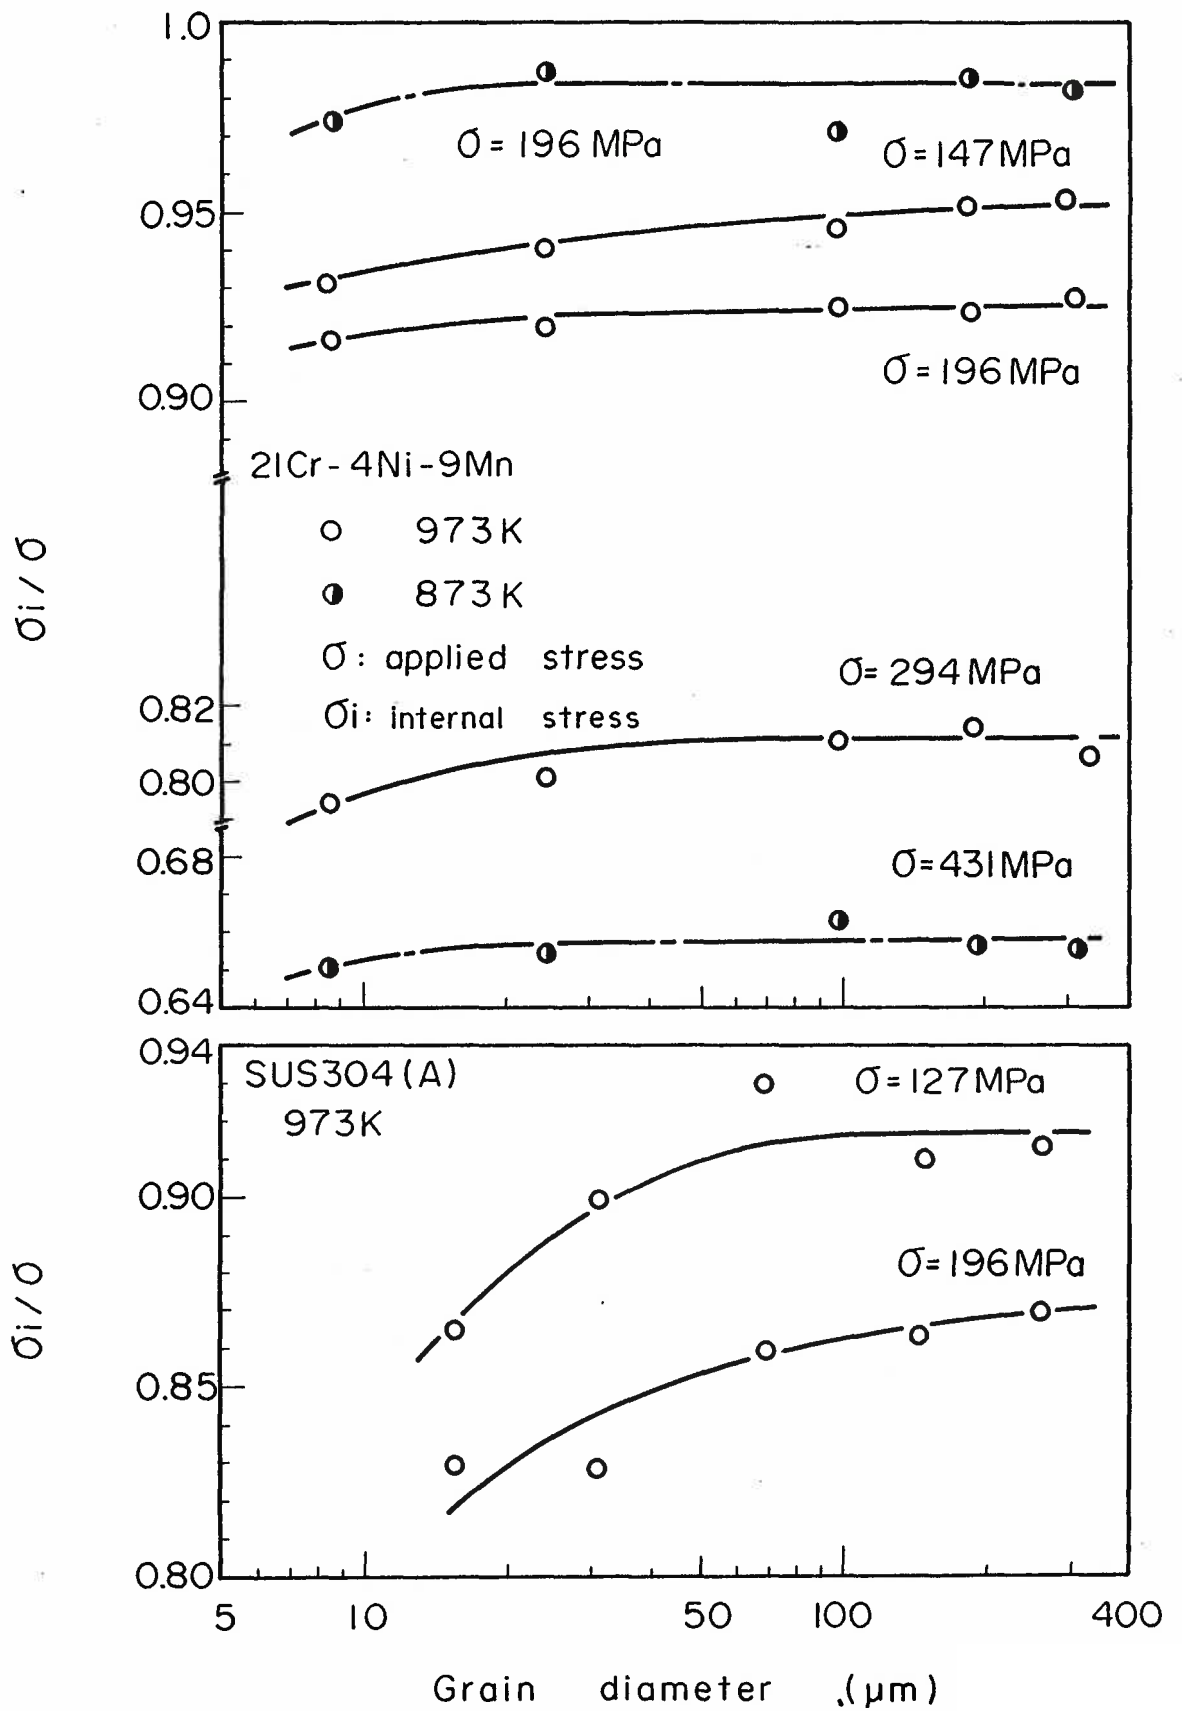 1.0
σ = 196 MPa
σ = 147 MPa
0.95
σ = 196 MPa
0.90
21Cr - 4Ni - 9Mn
973 K
873 K
σ : applied stress
σi : internal stress
σi / σ
σ = 294 MPa
0.82
0.80
0.68
σ = 431 MPa
0.64
0.94
SUS304 (A)
973K
σ = 127 MPa
0.90
σ = 196 MPa
σi / σ
0.85
0.80
5 10 50 100 400
Grain diameter (μm)